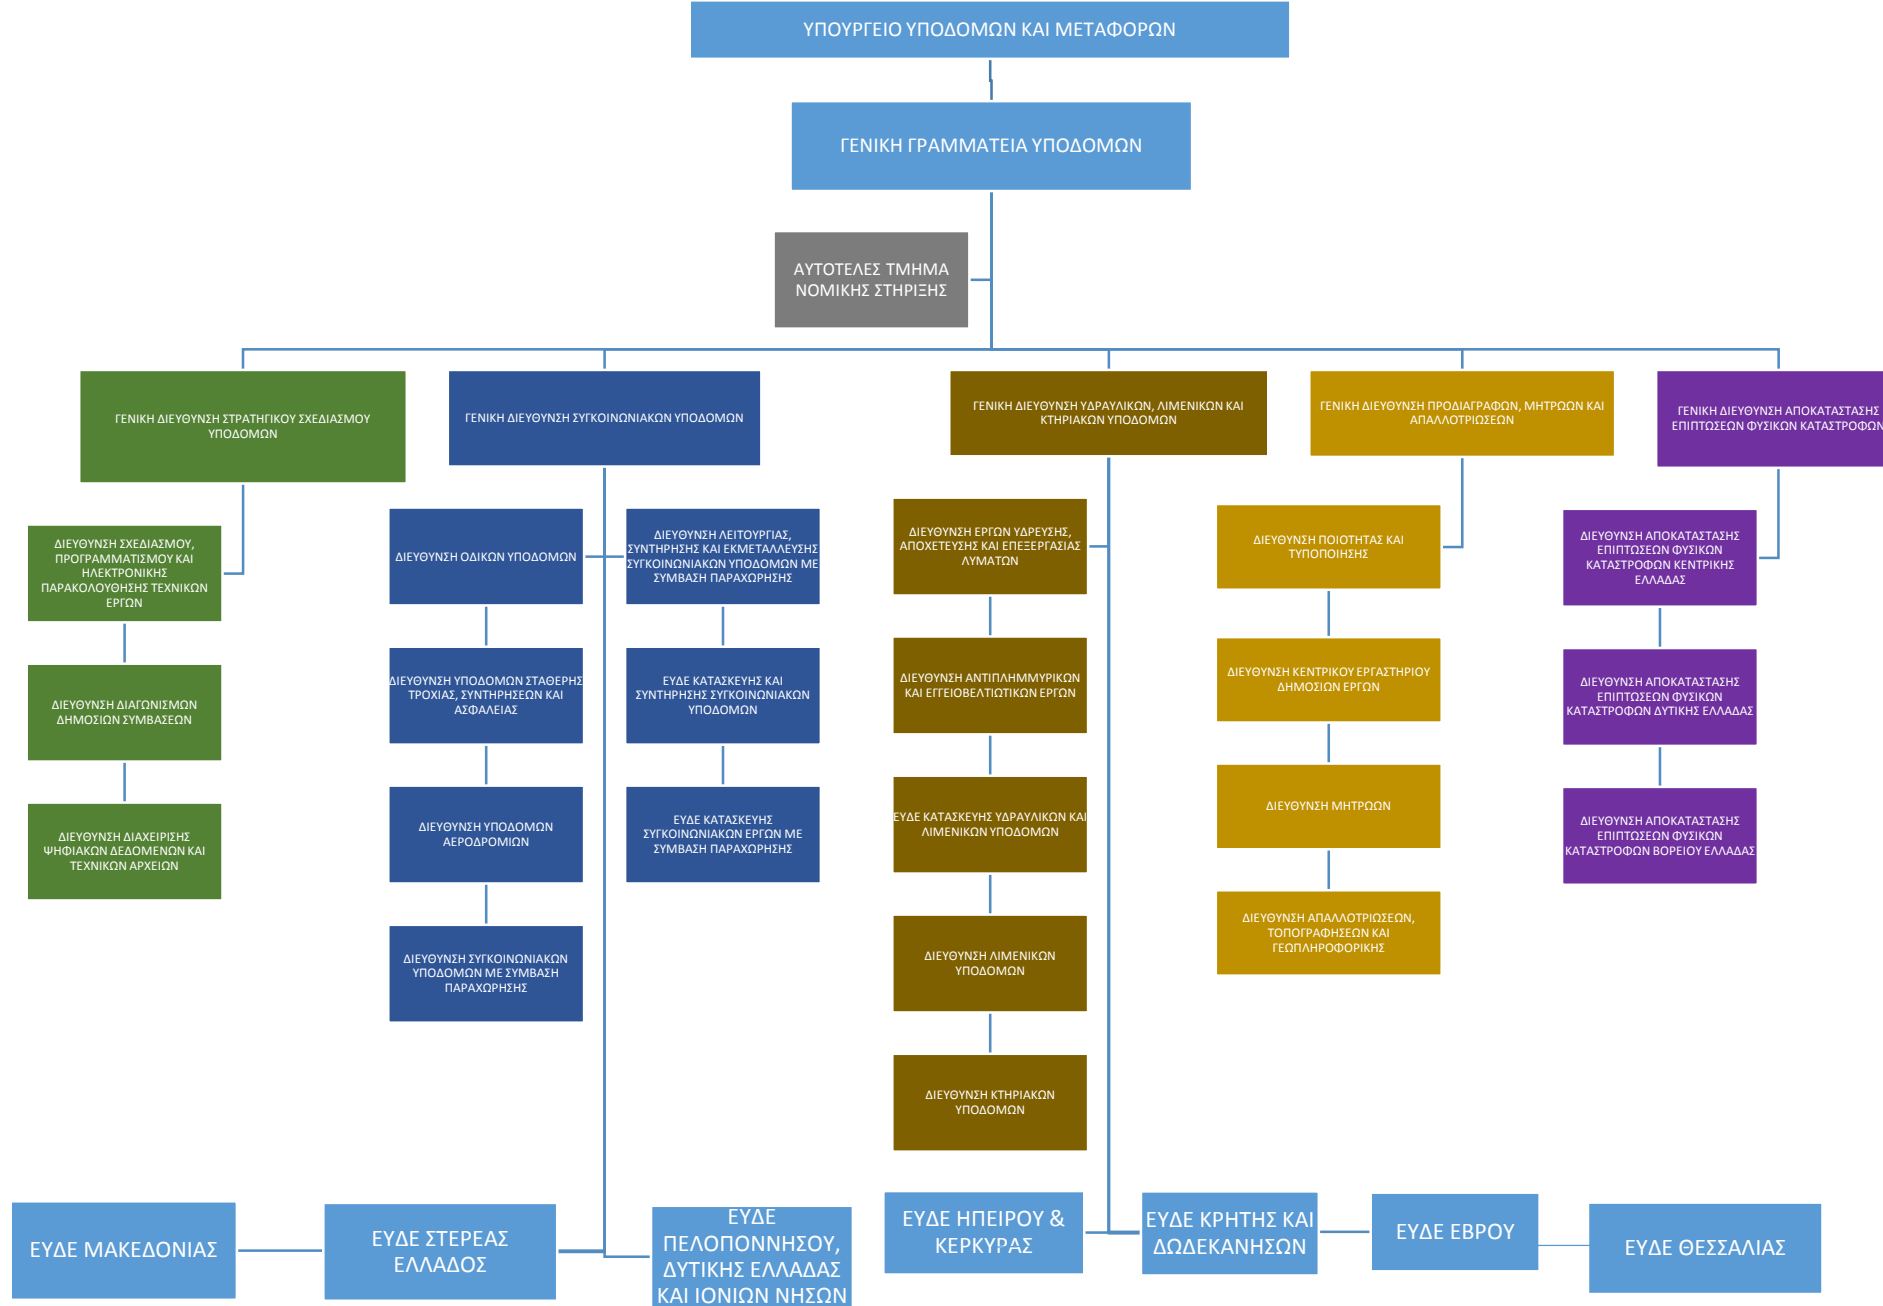 ΥΠΟΥΡΓΕΙΟ ΥΠΟΔΟΜΩΝ ΚΑΙ ΜΕΤΑΦΟΡΩΝ
ΓΕΝΙΚΗ ΓΡΑΜΜΑΤΕΙΑ ΥΠΟΔΟΜΩΝ
ΑΥΤΟΤΕΛΕΣ ΤΜΗΜΑ
ΝΟΜΙΚΗΣ ΣΤΗΡΙΞΗΣ
ΓΕΝΙΚΗ ΔΙΕΥΘΥΝΣΗ ΣΤΡΑΤΗΓΙΚΟΥ ΣΧΕΔΙΑΣΜΟΥ
ΥΠΟΔΟΜΩΝ
ΔΙΕΥΘΥΝΣΗ ΣΧΕΔΙΑΣΜΟΥ,
ΠΡΟΓΡΑΜΜΑΤΙΣΜΟΥ ΚΑΙ
ΗΛΕΚΤΡΟΝΙΚΗΣ
ΠΑΡΑΚΟΛΟΥΘΗΣΗΣ ΤΕΧΝΙΚΩΝ
ΕΡΓΩΝ
ΔΙΕΥΘΥΝΣΗ ΔΙΑΓΩΝΙΣΜΩΝ
ΔΗΜΟΣΙΩΝ ΣΥΜΒΑΣΕΩΝ
ΔΙΕΥΘΥΝΣΗ ΔΙΑΧΕΙΡΙΣΗΣ
ΨΗΦΙΑΚΩΝ ΔΕΔΟΜΕΝΩΝ ΚΑΙ
ΤΕΧΝΙΚΩΝ ΑΡΧΕΙΩΝ
ΓΕΝΙΚΗ ΔΙΕΥΘΥΝΣΗ ΣΥΓΚΟΙΝΩΝΙΑΚΩΝ ΥΠΟΔΟΜΩΝ
ΔΙΕΥΘΥΝΣΗ ΟΔΙΚΩΝ ΥΠΟΔΟΜΩΝ
ΔΙΕΥΘΥΝΣΗ ΥΠΟΔΟΜΩΝ ΣΤΑΘΕΡΗΣ
ΤΡΟΧΙΑΣ, ΣΥΝΤΗΡΗΣΕΩΝ ΚΑΙ
ΑΣΦΑΛΕΙΑΣ
ΔΙΕΥΘΥΝΣΗ ΥΠΟΔΟΜΩΝ
ΑΕΡΟΔΡΟΜΙΩΝ
ΔΙΕΥΘΥΝΣΗ ΣΥΓΚΟΙΝΩΝΙΑΚΩΝ
ΥΠΟΔΟΜΩΝ ΜΕ ΣΥΜΒΑΣΗ
ΠΑΡΑΧΩΡΗΣΗΣ
ΔΙΕΥΘΥΝΣΗ ΛΕΙΤΟΥΡΓΙΑΣ,
ΣΥΝΤΗΡΗΣΗΣ ΚΑΙ ΕΚΜΕΤΑΛΛΕΥΣΗΣ
ΣΥΓΚΟΙΝΩΝΙΑΚΩΝ ΥΠΟΔΟΜΩΝ ΜΕ
ΣΥΜΒΑΣΗ ΠΑΡΑΧΩΡΗΣΗΣ
ΕΥΔΕ ΚΑΤΑΣΚΕΥΗΣ ΚΑΙ
ΣΥΝΤΗΡΗΣΗΣ ΣΥΓΚΟΙΝΩΝΙΑΚΩΝ
ΥΠΟΔΟΜΩΝ
ΕΥΔΕ ΚΑΤΑΣΚΕΥΗΣ
ΣΥΓΚΟΙΝΩΝΙΑΚΩΝ ΕΡΓΩΝ ΜΕ
ΣΥΜΒΑΣΗ ΠΑΡΑΧΩΡΗΣΗΣ
ΓΕΝΙΚΗ ΔΙΕΥΘΥΝΣΗ ΥΔΡΑΥΛΙΚΩΝ, ΛΙΜΕΝΙΚΩΝ ΚΑΙ
ΚΤΗΡΙΑΚΩΝ ΥΠΟΔΟΜΩΝ
ΔΙΕΥΘΥΝΣΗ ΕΡΓΩΝ ΥΔΡΕΥΣΗΣ,
ΑΠΟΧΕΤΕΥΣΗΣ ΚΑΙ ΕΠΕΞΕΡΓΑΣΙΑΣ
ΛΥΜΑΤΩΝ
ΔΙΕΥΘΥΝΣΗ ΑΝΤΙΠΛΗΜΜΥΡΙΚΩΝ
ΚΑΙ ΕΓΓΕΙΟΒΕΛΤΙΩΤΙΚΩΝ ΕΡΓΩΝ
ΕΥΔΕ ΚΑΤΑΣΚΕΥΗΣ ΥΔΡΑΥΛΙΚΩΝ ΚΑΙ
ΛΙΜΕΝΙΚΩΝ ΥΠΟΔΟΜΩΝ
ΔΙΕΥΘΥΝΣΗ ΛΙΜΕΝΙΚΩΝ
ΥΠΟΔΟΜΩΝ
ΔΙΕΥΘΥΝΣΗ ΚΤΗΡΙΑΚΩΝ
ΥΠΟΔΟΜΩΝ
ΓΕΝΙΚΗ ΔΙΕΥΘΥΝΣΗ ΠΡΟΔΙΑΓΡΑΦΩΝ, ΜΗΤΡΩΩΝ ΚΑΙ
ΑΠΑΛΛΟΤΡΙΩΣΕΩΝ
ΔΙΕΥΘΥΝΣΗ ΠΟΙΟΤΗΤΑΣ ΚΑΙ
ΤΥΠΟΠΟΙΗΣΗΣ
ΔΙΕΥΘΥΝΣΗ ΚΕΝΤΡΙΚΟΥ ΕΡΓΑΣΤΗΡΙΟΥ
ΔΗΜΟΣΙΩΝ ΕΡΓΩΝ
ΔΙΕΥΘΥΝΣΗ ΜΗΤΡΩΩΝ
ΔΙΕΥΘΥΝΣΗ ΑΠΑΛΛΟΤΡΙΩΣΕΩΝ,
ΤΟΠΟΓΡΑΦΗΣΕΩΝ ΚΑΙ
ΓΕΩΠΛΗΡΟΦΟΡΙΚΗΣ
ΓΕΝΙΚΗ ΔΙΕΥΘΥΝΣΗ ΑΠΟΚΑΤΑΣΤΑΣΗΣ
ΕΠΙΠΤΩΣΕΩΝ ΦΥΣΙΚΩΝ ΚΑΤΑΣΤΡΟΦΩΝ
ΔΙΕΥΘΥΝΣΗ ΑΠΟΚΑΤΑΣΤΑΣΗΣ
ΕΠΙΠΤΩΣΕΩΝ ΦΥΣΙΚΩΝ
ΚΑΤΑΣΤΡΟΦΩΝ ΚΕΝΤΡΙΚΗΣ
ΕΛΛΑΔΑΣ
ΔΙΕΥΘΥΝΣΗ ΑΠΟΚΑΤΑΣΤΑΣΗΣ
ΕΠΙΠΤΩΣΕΩΝ ΦΥΣΙΚΩΝ
ΚΑΤΑΣΤΡΟΦΩΝ ΔΥΤΙΚΗΣ ΕΛΛΑΔΑΣ
ΔΙΕΥΘΥΝΣΗ ΑΠΟΚΑΤΑΣΤΑΣΗΣ
ΕΠΙΠΤΩΣΕΩΝ ΦΥΣΙΚΩΝ
ΚΑΤΑΣΤΡΟΦΩΝ ΒΟΡΕΙΟΥ ΕΛΛΑΔΑΣ
ΕΥΔΕ ΜΑΚΕΔΟΝΙΑΣ
ΕΥΔΕ ΣΤΕΡΕΑΣ
ΕΛΛΑΔΟΣ
ΕΥΔΕ
ΠΕΛΟΠΟΝΝΗΣΟΥ,
ΔΥΤΙΚΗΣ ΕΛΛΑΔΑΣ
ΚΑΙ ΙΟΝΙΩΝ ΝΗΣΩΝ
ΕΥΔΕ ΗΠΕΙΡΟΥ &
ΚΕΡΚΥΡΑΣ
ΕΥΔΕ ΚΡΗΤΗΣ ΚΑΙ
ΔΩΔΕΚΑΝΗΣΩΝ
ΕΥΔΕ ΕΒΡΟΥ
ΕΥΔΕ ΘΕΣΣΑΛΙΑΣ